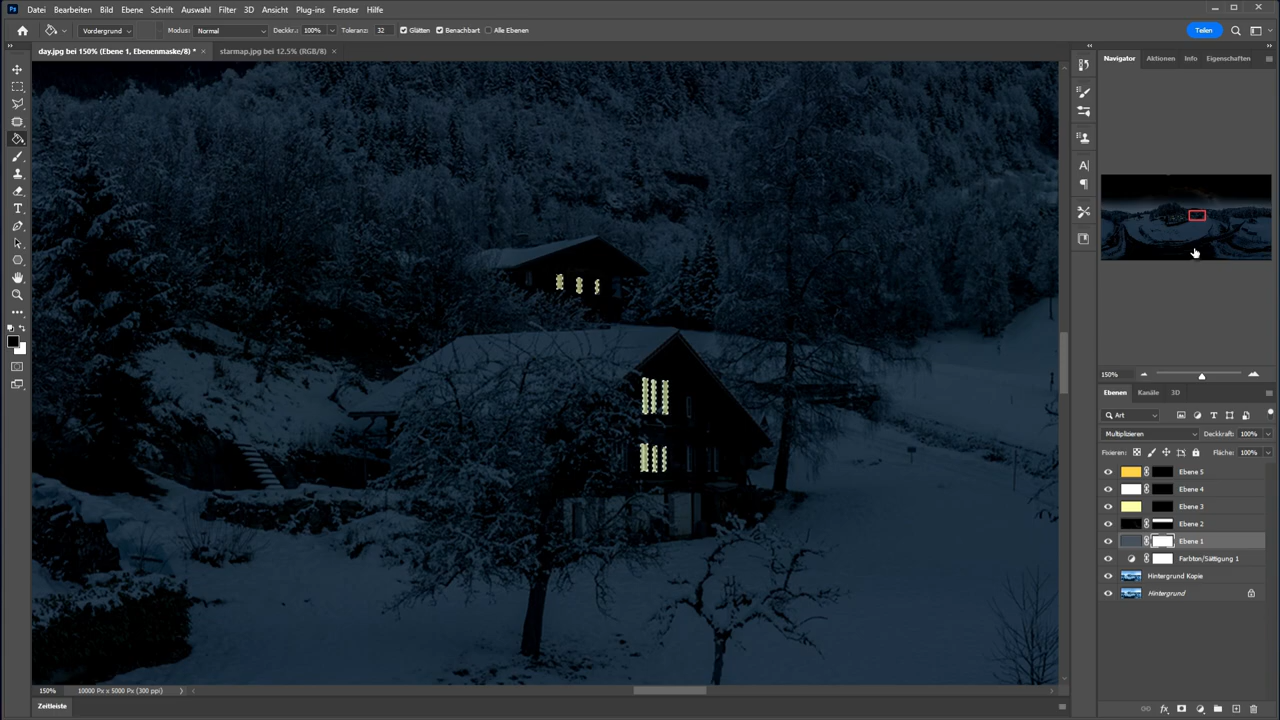 Ps Datei Bearbeiten Bild Ebene Schrift Auswahl Filter 3D Ansicht Plug-ins Fenster Hilfe
Vordergrund Modus: Normal Deckkr.: 100% Toleranz: 32 Glätten Benachbart Alle Ebenen Teilen
day.jpg bei 150% (Ebene 1, Ebenenmaske/8) * × starmap.jpg bei 12.5% (RGB/8) ×
Navigator Aktionen Info Eigenschaften
150%
Ebenen Kanäle 3D
Art
Multiplizieren Deckkraft: 100%
Fixieren: Fläche: 100%
Ebene 5
Ebene 4
Ebene 3
Ebene 2
Ebene 1
Farbton/Sättigung 1
Hintergrund Kopie
Hintergrund
150% 10000 Px x 5000 Px (300 ppi)
Zeitleiste